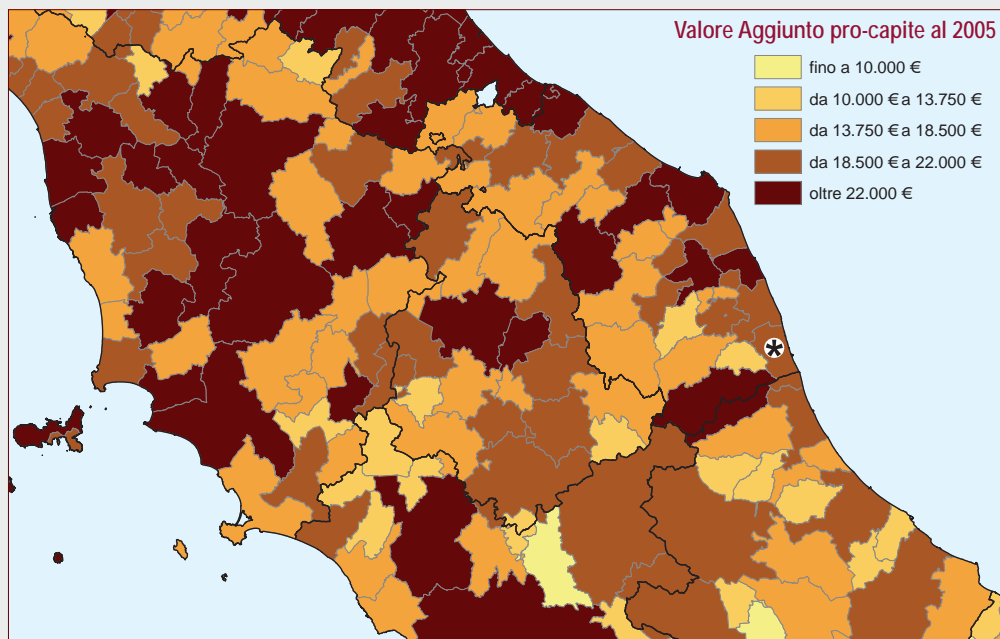 Valore Aggiunto pro-capite al 2005
fino a 10.000 €
da 10.000 € a 13.750 €
da 13.750 € a 18.500 €
da 18.500 € a 22.000 €
oltre 22.000 €
*